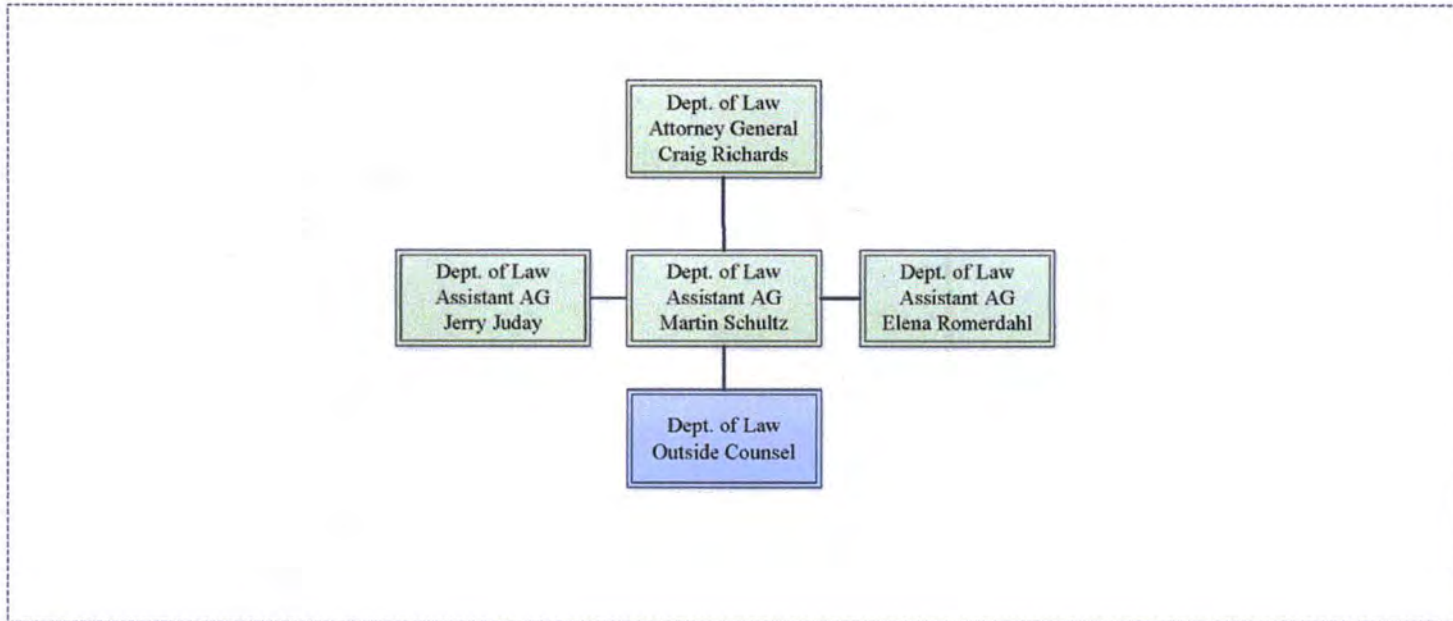 Dept. of Law
Attorney General
Craig Richards
Dept. of Law
Assistant AG
Jerry Juday
Dept. of Law
Assistant AG
Martin Schultz
Dept. of Law
Assistant AG
Elena Romerdahl
Dept. of Law
Outside Counsel